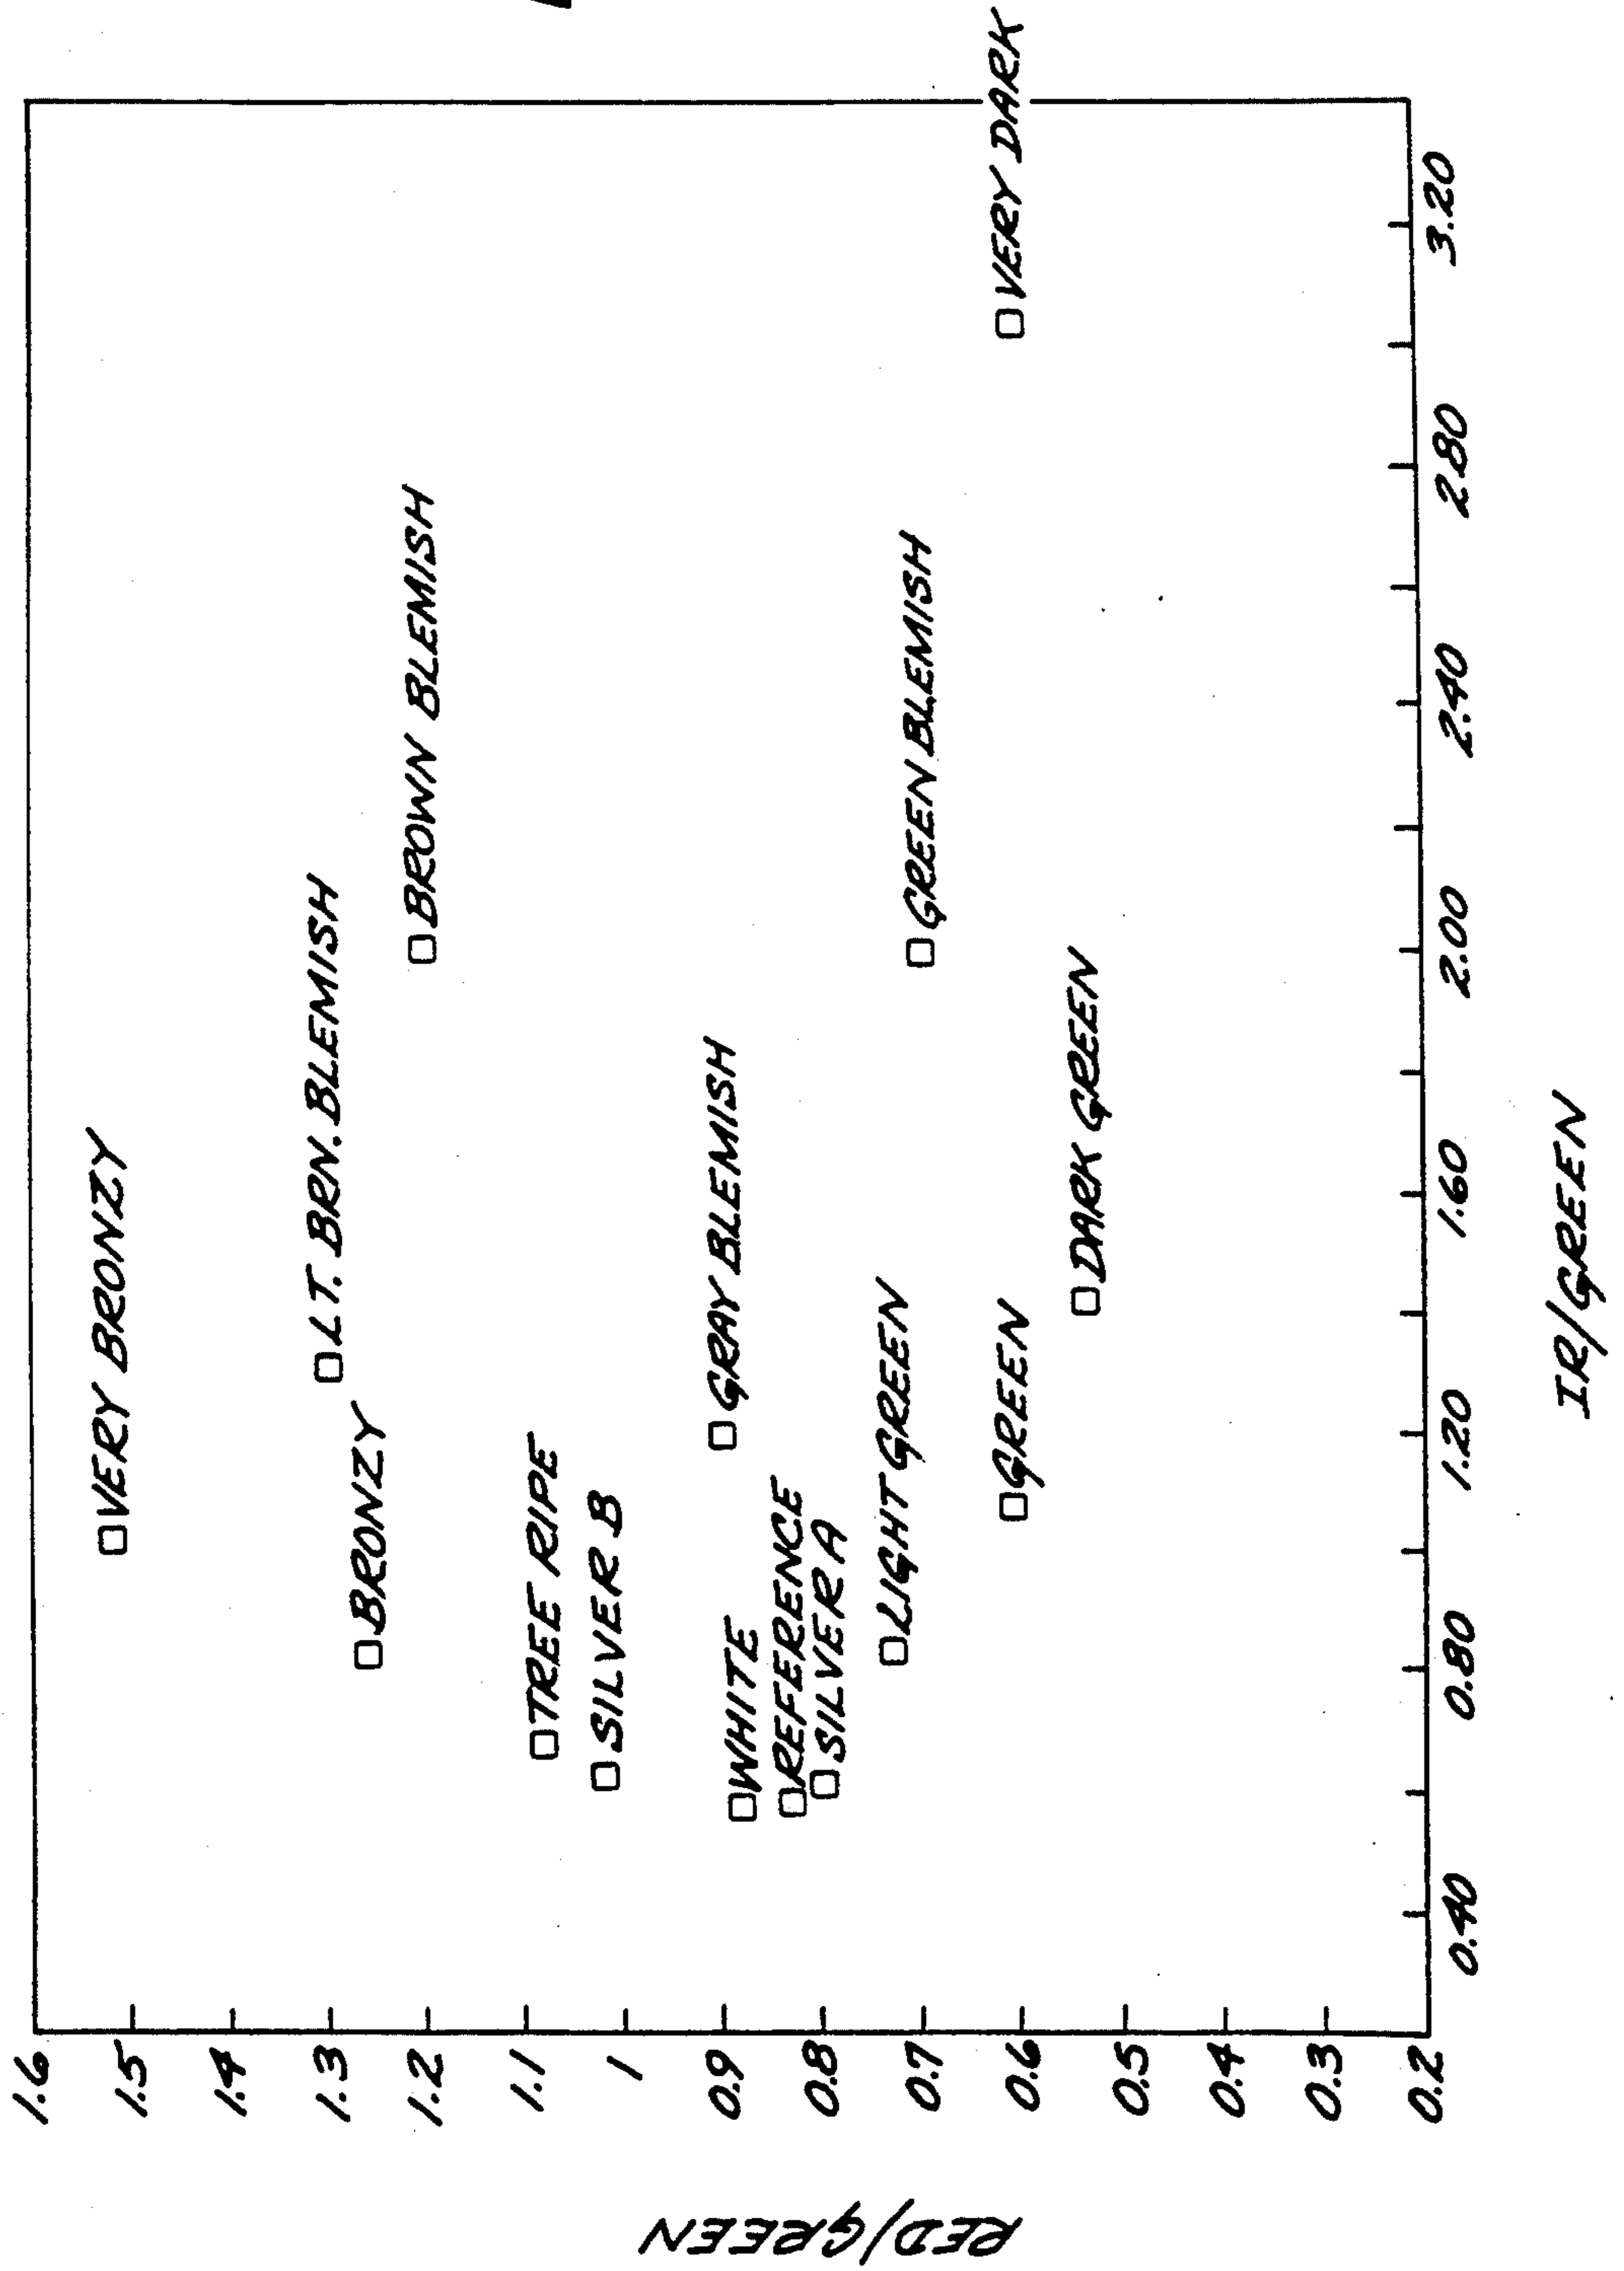 RED/GREEN
1.6
1.5
1.4
1.3
1.2
1.1
1
0.9
0.8
0.7
0.6
0.5
0.4
0.3
0.2
VERY BRONZY
LT. BRN. BLEMISH
BRONZY
BROWN BLEMISH
TREE RIPE
SILVER B
GRAY BLEMISH
WHITE
REFERENCE
SILVER A
LIGHT GREEN
GREEN BLEMISH
GREEN
VERY DARK
DARK GREEN
0.40 0.80 1.20 1.60 2.00 2.40 2.80 3.20
IR/GREEN